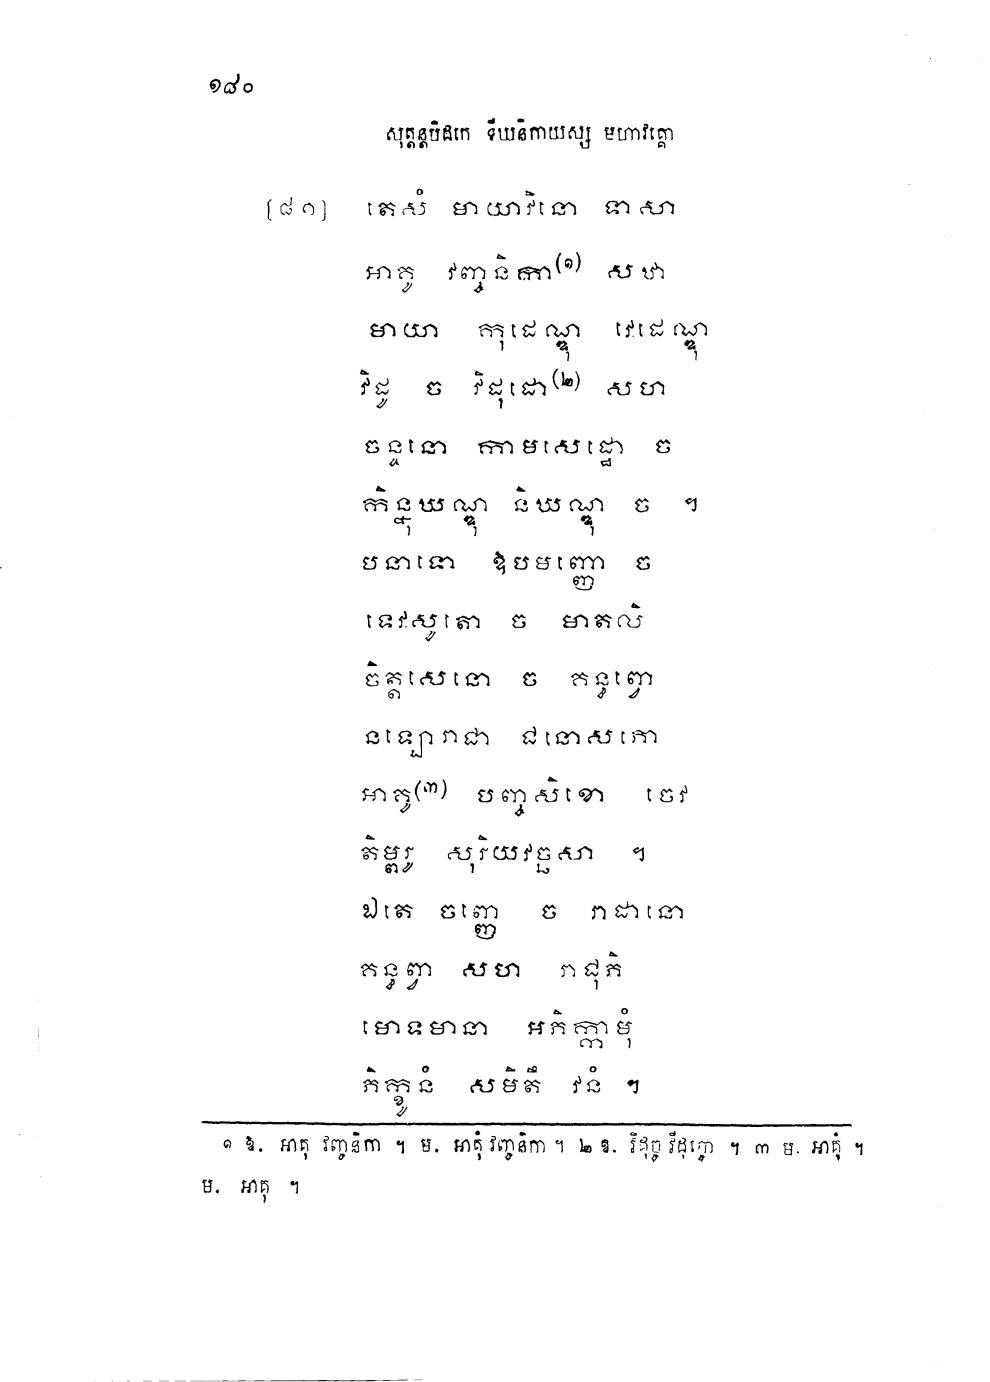 ១៨០
សុត្តន្តបិដកេ ទីឃនិកាយស្ស មហាវគ្គោ
[៨១] តេសំ មាយាវិនោ ទាសា
អាគូ វញ្ចនិកា(១) សឋា
មាយា កុដេណ្ឌុ វេដេណ្ឌុ
វិដូ ច វិដុដោ(២) សហ
ចន្ទនោ កាមសេដ្ឋោ ច
កិន្នុឃណ្ឌុ និឃណ្ឌុ ច ។
បនាទោ ឱបមញ្ញោ ច
ទេវសូតោ ច មាតលិ
ចិត្តសេនោ ច គន្ធព្វោ
នឡោរាជា ជនោសភោ
អាគូ(៣) បញ្ចសិខោ ចេវ
តិម្ពរូ សុរិយវច្ឆសា ។
ឯតេ ចញ្ញេ ច រាជានោ
គន្ធព្វា សហ រាជុភិ
មោទមានា អភិក្កាមុំ
ភិក្ខូនំ សមិតឹ វនំ ។
១ ឱ. អាគុ វញ្ចនិកា ។ ម. អាគុំ វញ្ចនិកា ។ ២ ឱ. វិដុច្ច វិដុច្ចោ ។ ៣ ម. អាគុំ ។
ម. អាគុ ។